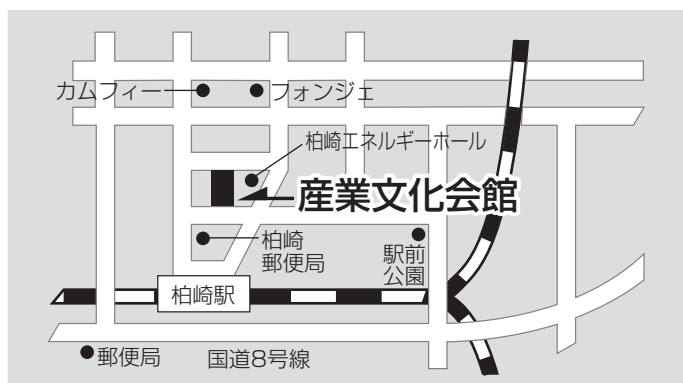 カムフィー
フォンジェ
柏崎エネルギーホール
産業文化会館
柏崎
郵便局
駅前
公園
柏崎駅
郵便局
国道8号線